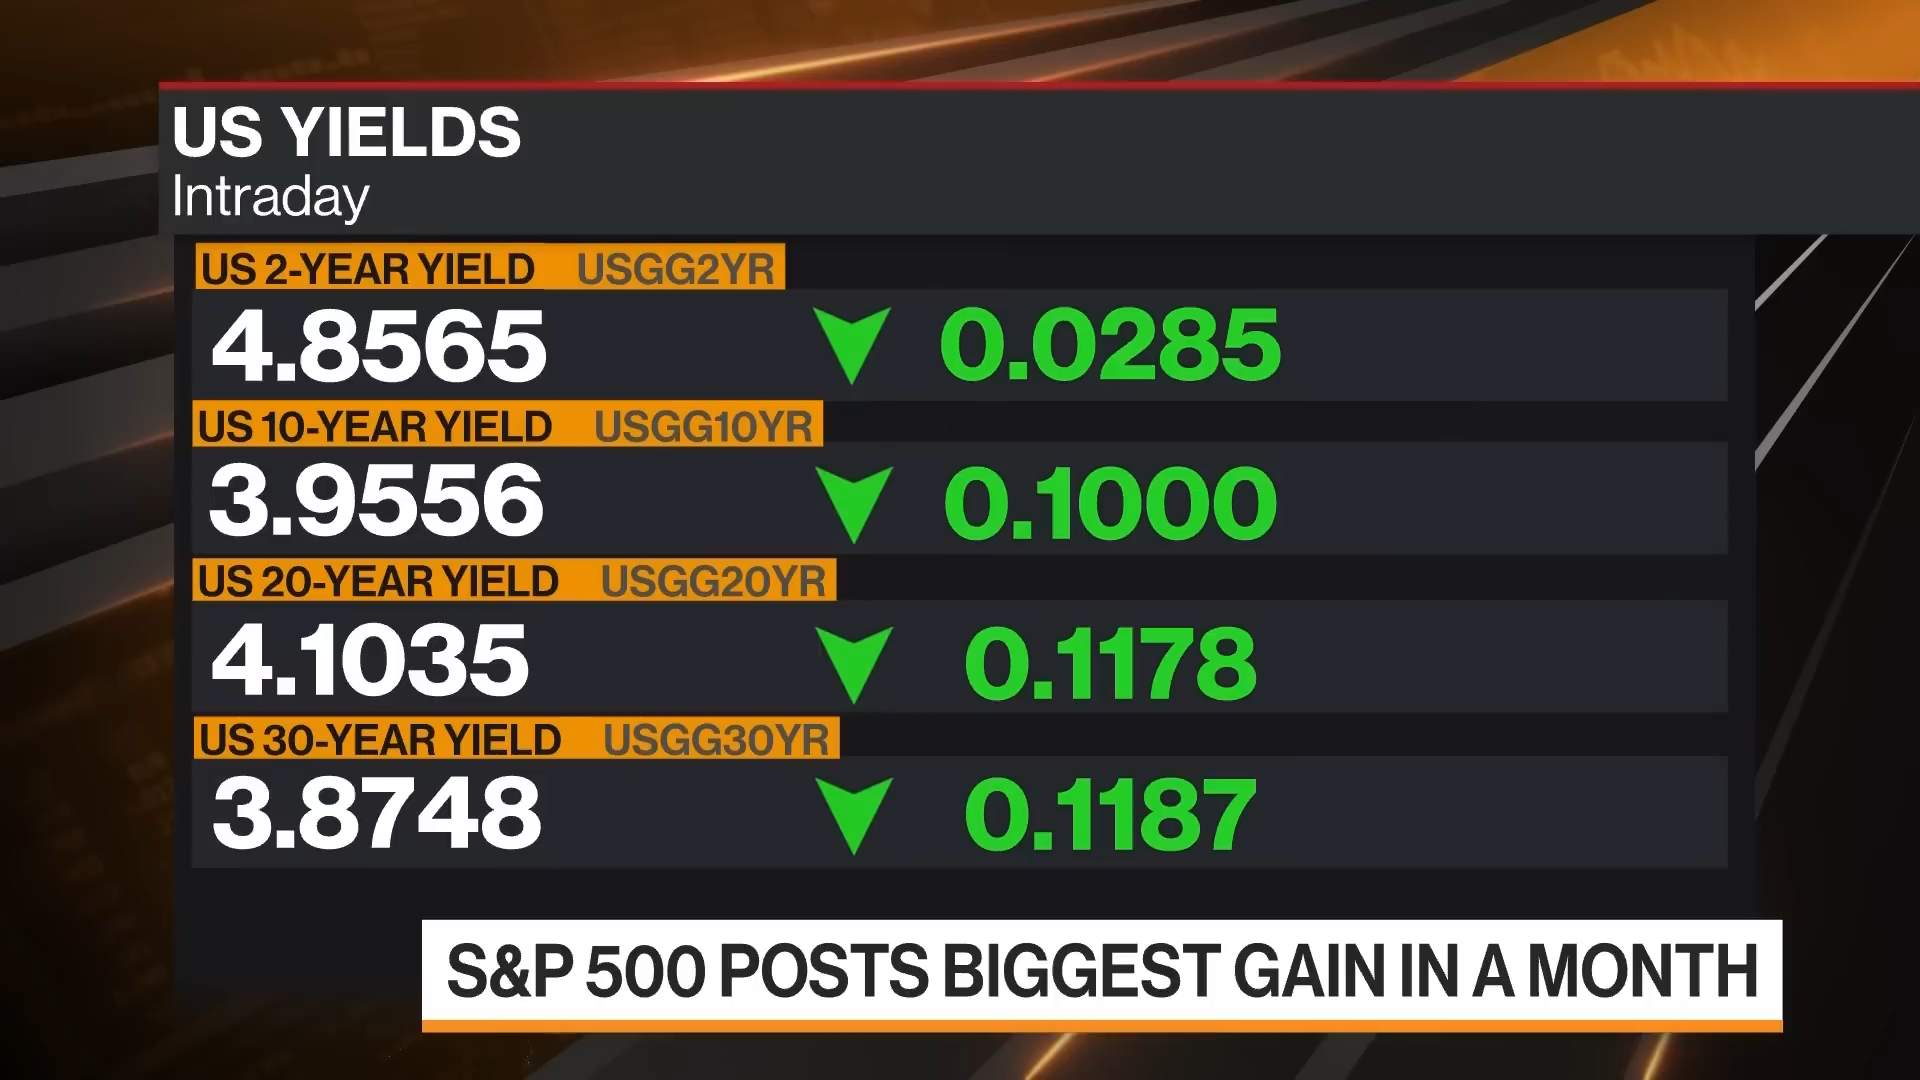 US YIELDS
Intraday
US 2-YEAR YIELD USGG2YR
4.8565 0.0285
US 10-YEAR YIELD USGG10YR
3.9556 0.1000
US 20-YEAR YIELD USGG20YR
4.1035 0.1178
US 30-YEAR YIELD USGG30YR
3.8748 0.1187
S&P 500 POSTS BIGGEST GAIN IN A MONTH